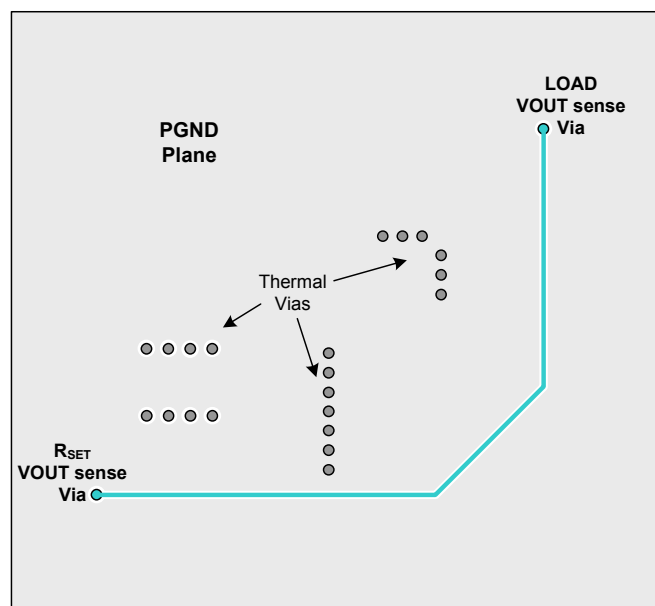 LOAD
VOUT sense
Via
PGND
Plane
Thermal
Vias
RSET
VOUT sense
Via